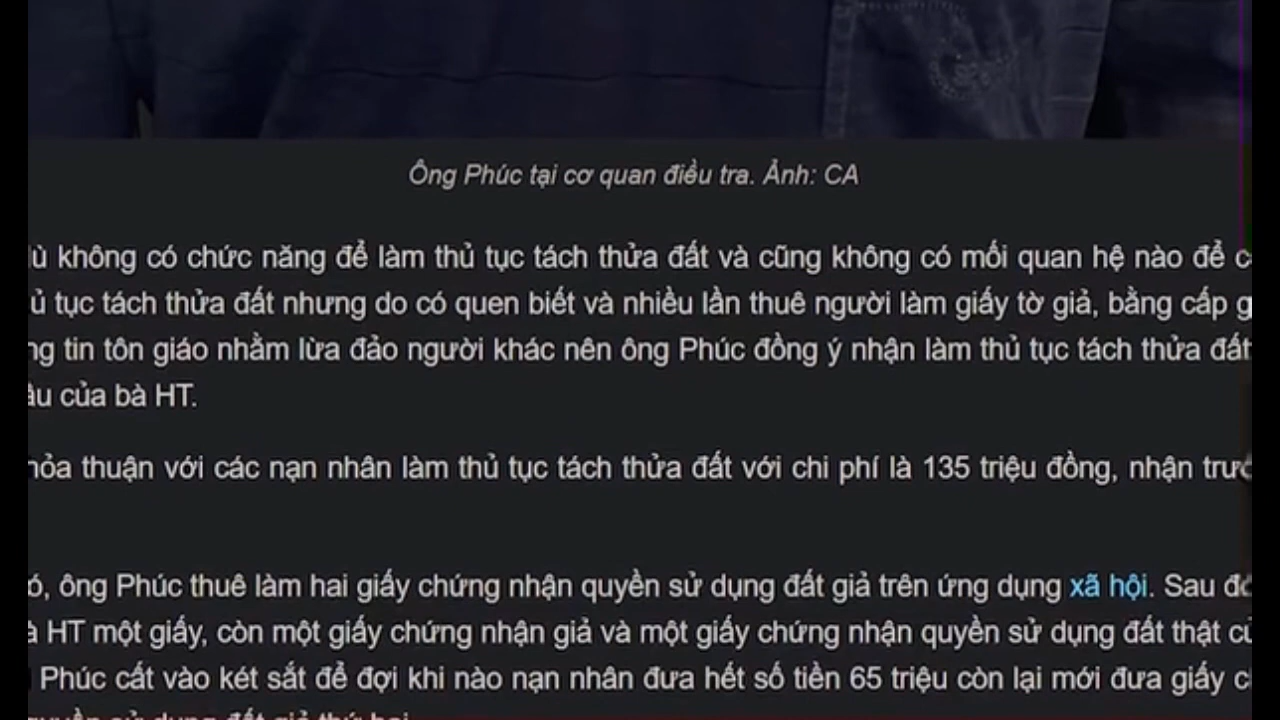 Ông Phúc tại cơ quan điều tra. Ảnh: CA
không có chức năng để làm thủ tục tách thửa đất và cũng không có mối quan hệ nào để
tục tách thửa đất nhưng do có quen biết và nhiều lần thuê người làm giấy tờ giả, bằng cấp
tin tôn giáo nhằm lừa đảo người khác nên ông Phúc đồng ý nhận làm thủ tục tách thửa đất
của bà HT.
thuận với các nạn nhân làm thủ tục tách thửa đất với chi phí là 135 triệu đồng, nhận
ông Phúc thuê làm hai giấy chứng nhận quyền sử dụng đất giả trên ứng dụng xã hội. Sau
HT một giấy, còn một giấy chứng nhận giả và một giấy chứng nhận quyền sử dụng đất thật
Phúc cất vào két sắt để đợi khi nào nạn nhân đưa hết số tiền 65 triệu còn lại mới đưa giấy